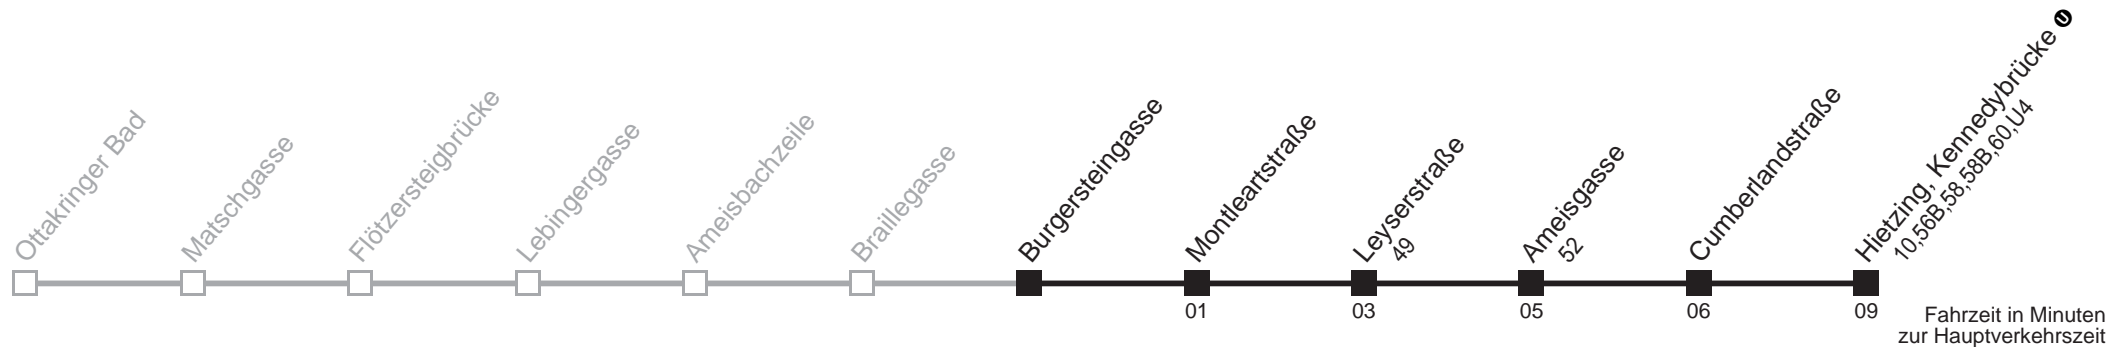 Ottakringer Bad
Matschgasse
Flötzersteigbrücke
Lebingergasse
Ameisbachzeile
Braillegasse
Burgersteingasse
Montleartstraße
Leyserstraße
49
Ameisgasse
52
Cumberlandstraße
Hietzing, Kennedybrücke U
10,56B,58,58B,60,U4
01
03
05
06
09
Fahrzeit in Minuten
zur Hauptverkehrszeit